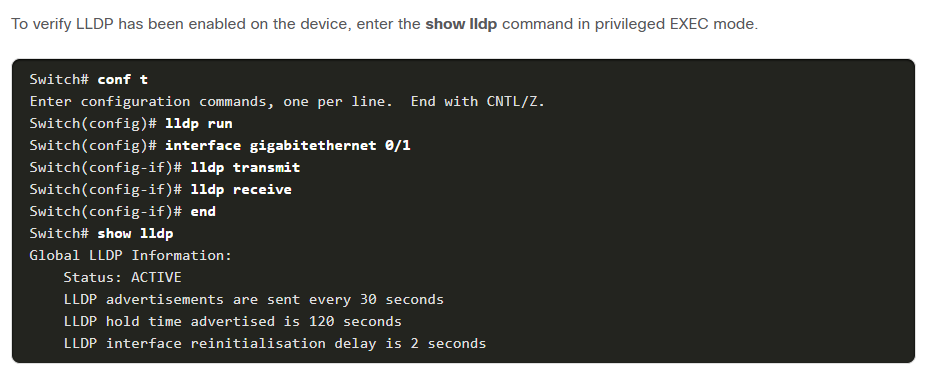 To verify LLDP has been enabled on the device, enter the show lldp command in privileged EXEC mode.
Switch# conf t
Enter configuration commands, one per line.  End with CNTL/Z.
Switch(config)# lldp run
Switch(config)# interface gigabitethernet 0/1
Switch(config-if)# lldp transmit
Switch(config-if)# lldp receive
Switch(config-if)# end
Switch# show lldp
Global LLDP Information:
    Status: ACTIVE
    LLDP advertisements are sent every 30 seconds
    LLDP hold time advertised is 120 seconds
    LLDP interface reinitialisation delay is 2 seconds